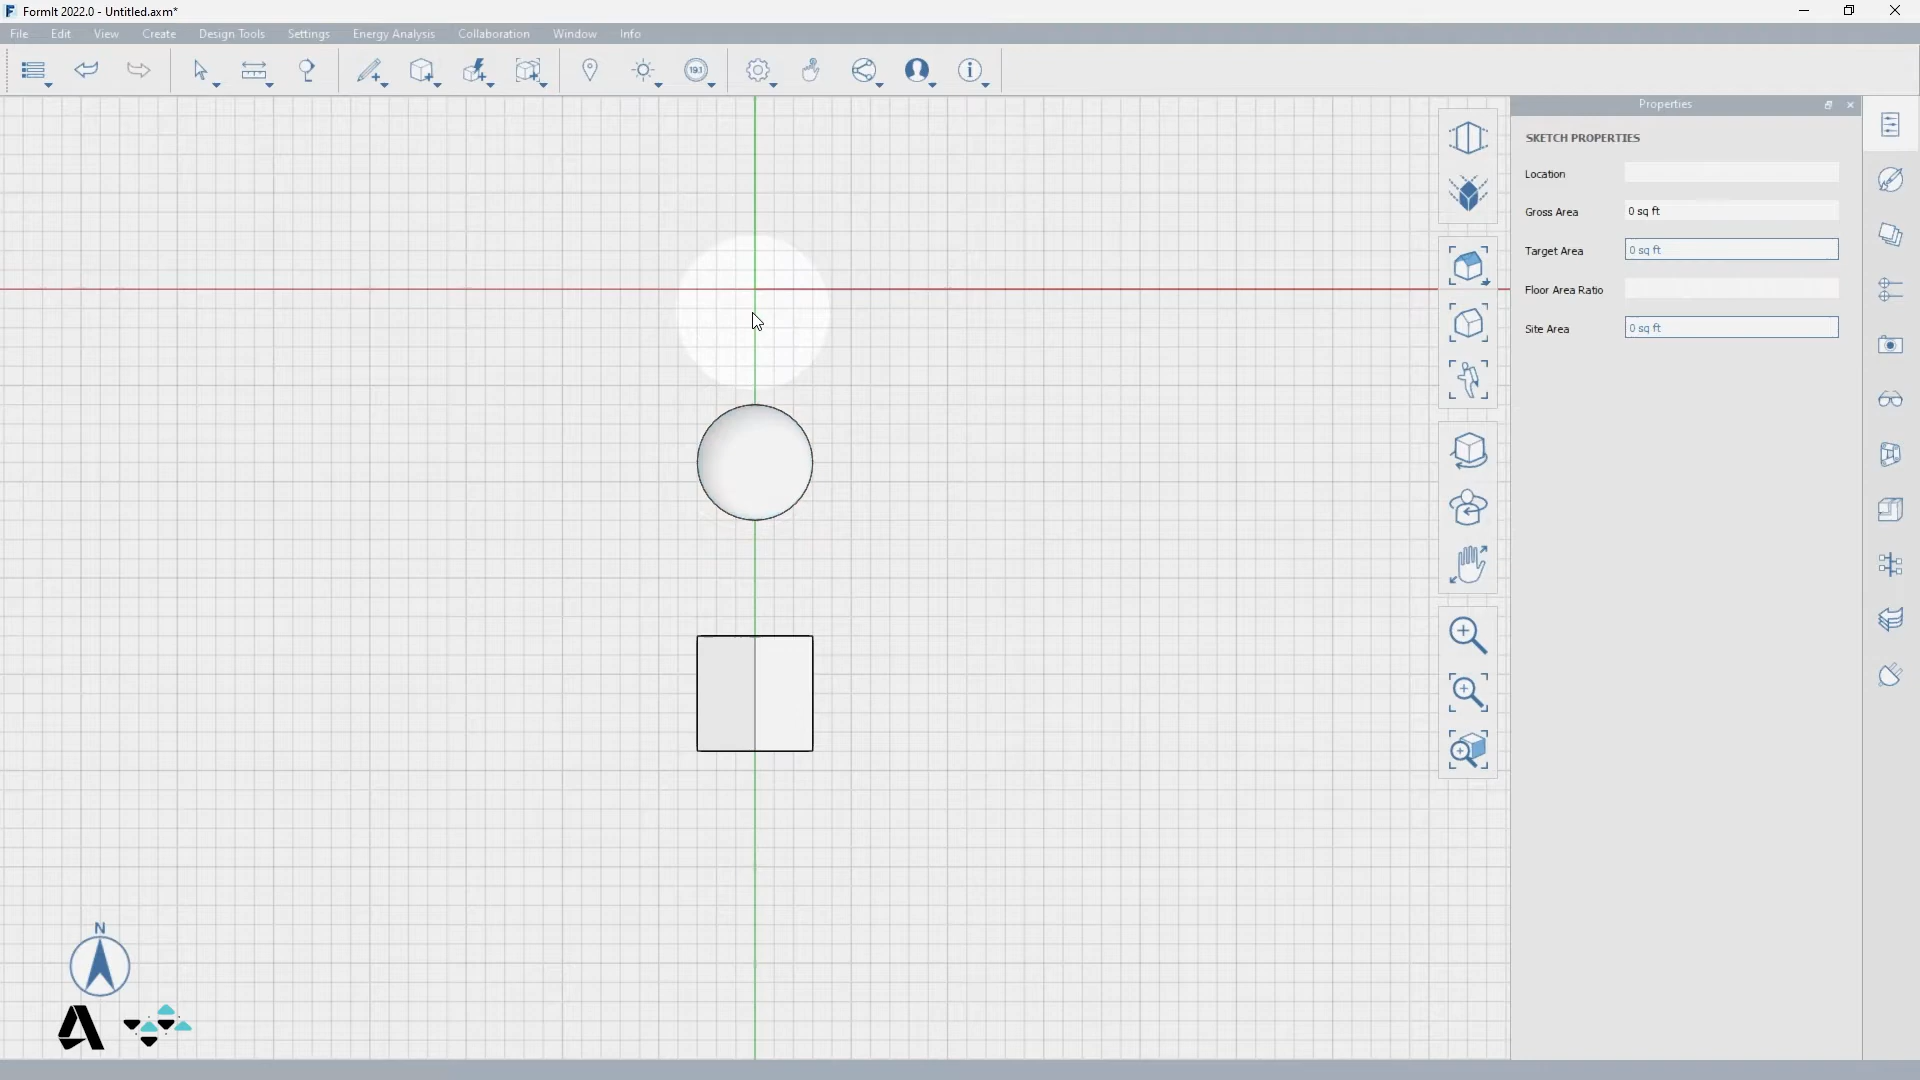 FormIt 2022.0 - Untitled.axm*
File Edit View Create Design Tools Settings Energy Analysis Collaboration Window Info
19.1
Properties
SKETCH PROPERTIES
Location
Gross Area 0 sq ft
Target Area 0 sq ft
Floor Area Ratio
Site Area 0 sq ft
N